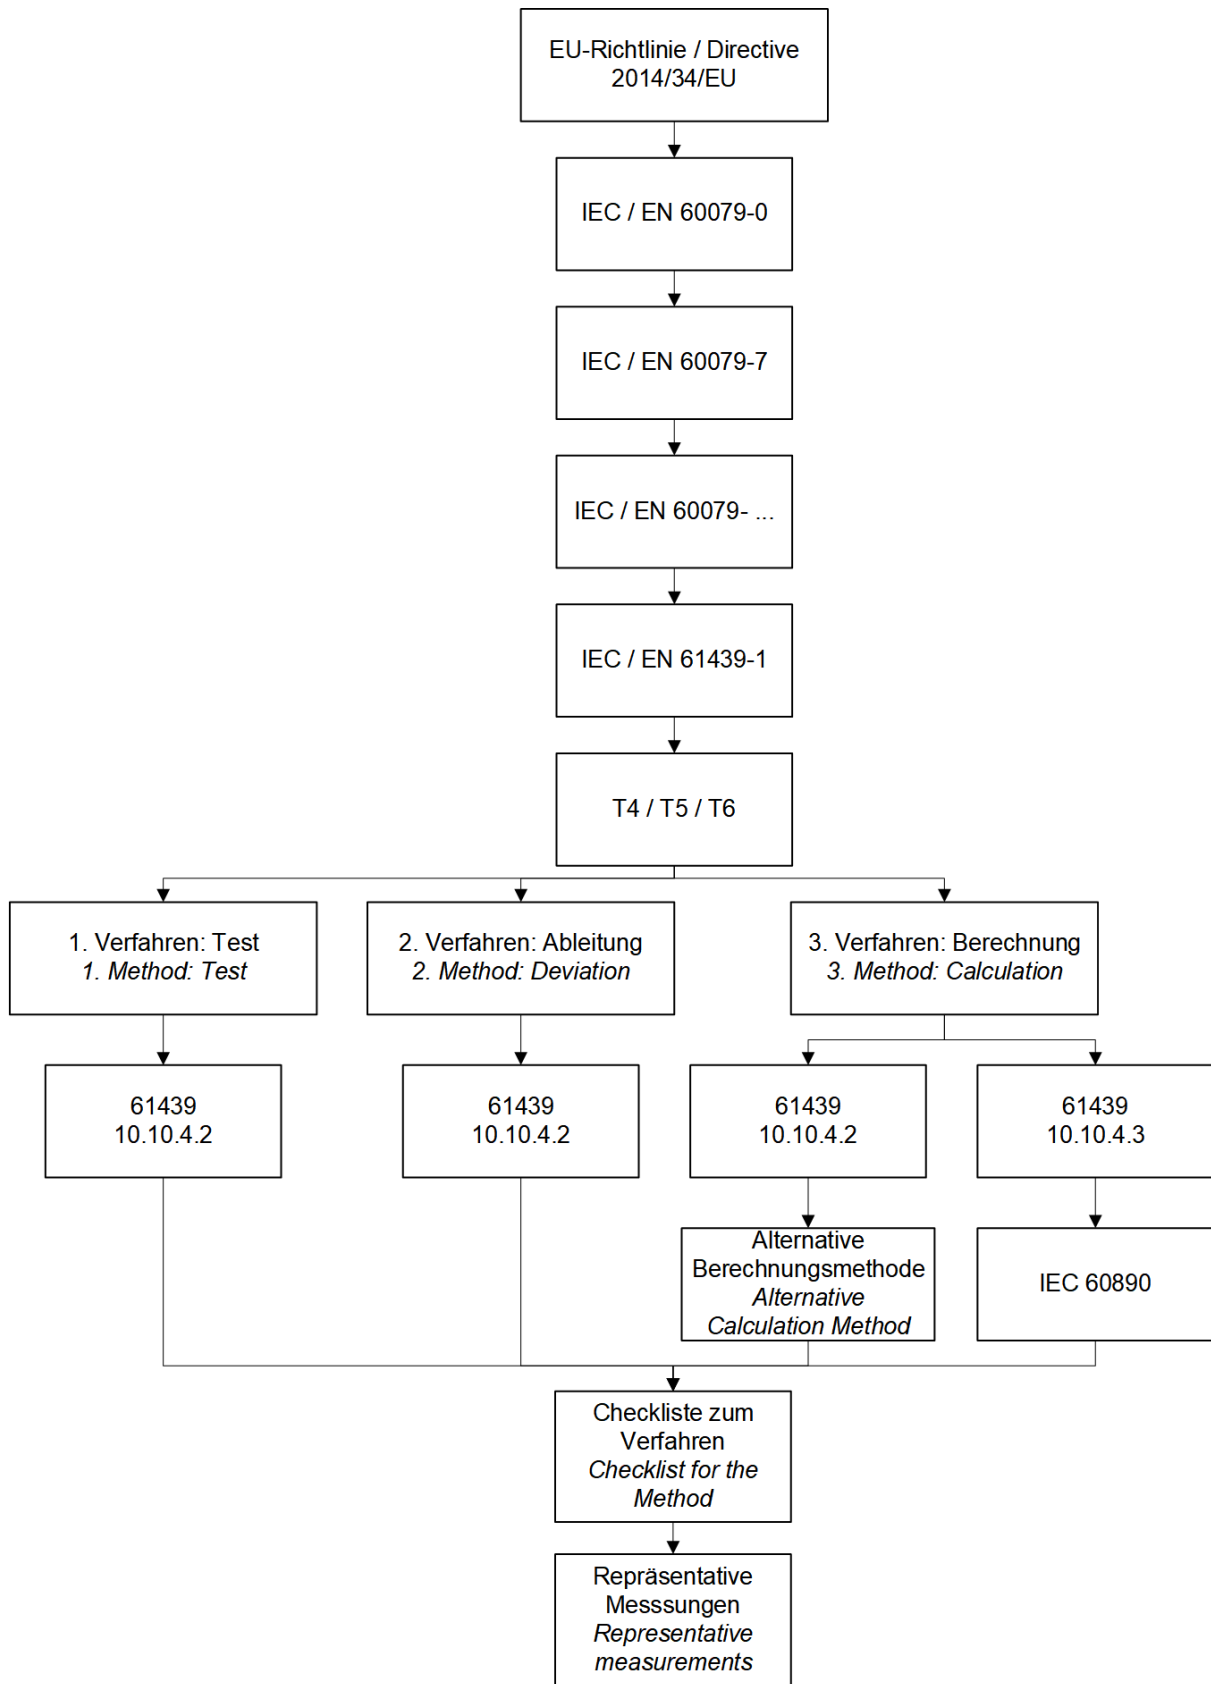 EU-Richtlinie / Directive
2014/34/EU
IEC / EN 60079-0
IEC / EN 60079-7
IEC / EN 60079- ...
IEC / EN 61439-1
T4 / T5 / T6
1. Verfahren: Test
1. Method: Test
2. Verfahren: Ableitung
2. Method: Deviation
3. Verfahren: Berechnung
3. Method: Calculation
61439
10.10.4.2
61439
10.10.4.2
61439
10.10.4.2
61439
10.10.4.3
Alternative
Berechnungsmethode
Alternative
Calculation Method
IEC 60890
Checkliste zum
Verfahren
Checklist for the
Method
Repräsentative
Messsungen
Representative
measurements